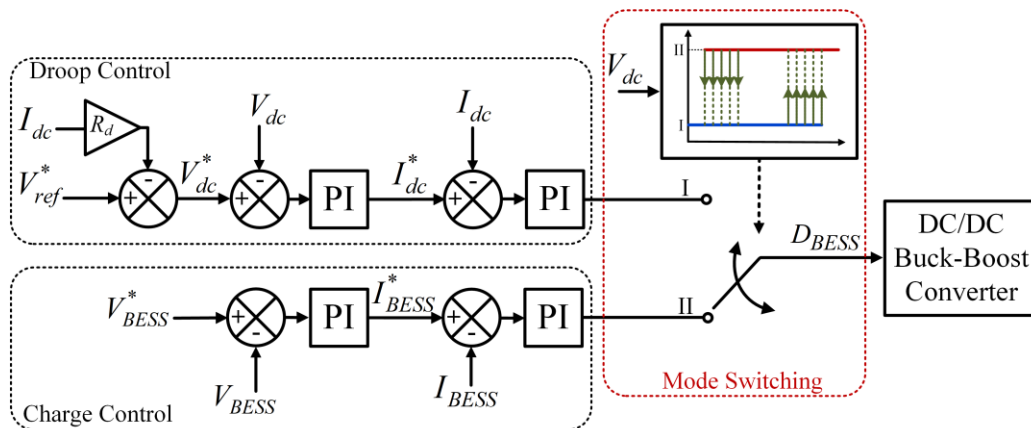 Droop Control
I_dc
R_d
V*_ref
+
-
V*_dc
V_dc
+
-
PI
I*_dc
I_dc
+
-
PI
I
V_dc
II
I
D_BESS
DC/DC
Buck-Boost
Converter
V*_BESS
+
-
V_BESS
PI
I*_BESS
+
-
I_BESS
PI
II
Charge Control
Mode Switching